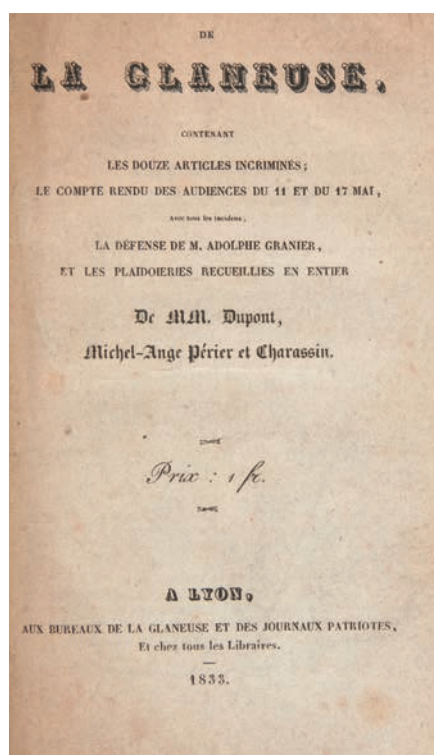 DE
LA GLANEUSE,
CONTENANT
LES DOUZE ARTICLES INCRIMINÉS ;
LE COMPTE RENDU DES AUDIENCES DU 11 ET DU 17 MAI,
Avec tous les incidens ;
LA DÉFENSE DE M. ADOLPHE GRANIER,
ET LES PLAIDOIERIES RECUEILLIES EN ENTIER
De MM. Dupont,
Michel-Ange Périer et Charassin.
Prix : 1 fr.
A LYON,
AUX BUREAUX DE LA GLANEUSE ET DES JOURNAUX PATRIOTES,
Et chez tous les Libraires.
1833.